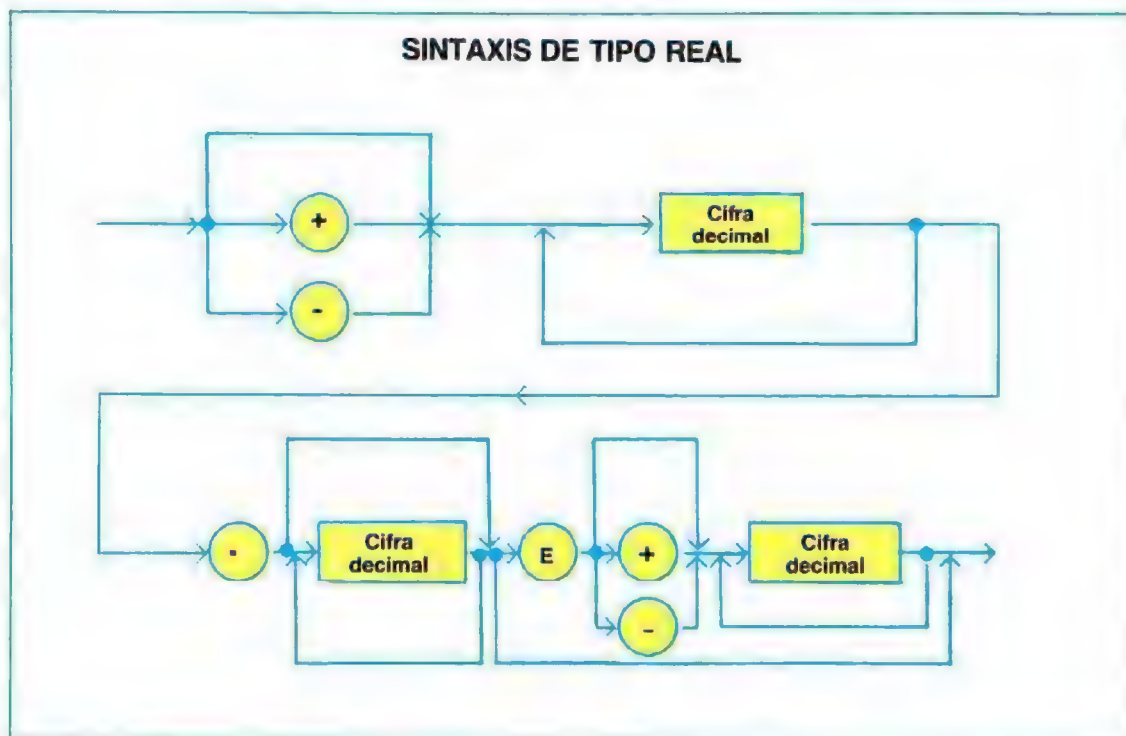 SINTAXIS DE TIPO REAL
+
Cifra
decimal
-
.
Cifra
decimal
E
+
Cifra
decimal
-